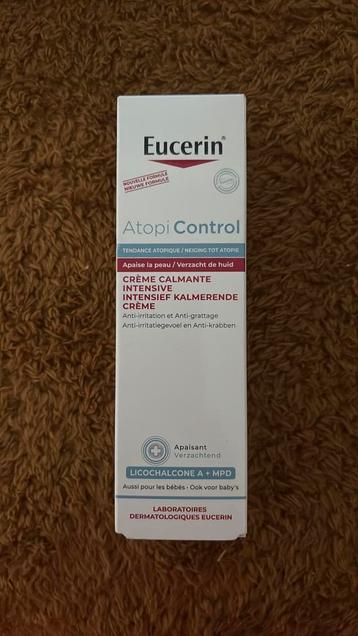 Eucerin®
NOUVELLE FORMULE
NIEUWE FORMULE
Atopi Control
TENDANCE ATOPIQUE / NEIGING TOT ATOPIE
Apaise la peau / Verzacht de huid
CRÈME CALMANTE
INTENSIVE
INTENSIEF KALMERENDE
CRÈME
Anti-irritation et Anti-grattage
Anti-irritatiegevoel en Anti-krabben
Apaisant
Verzachtend
LICOCHALCONE A + MPD
Aussi pour les bébés - Ook voor baby's
LABORATOIRES
DERMATOLOGIQUES EUCERIN